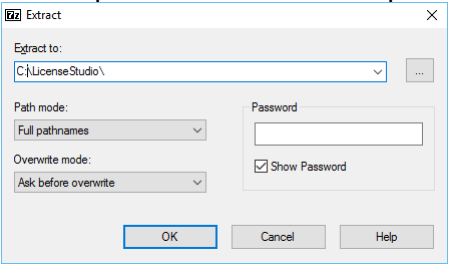 7z Extract
Extract to:
C:\LicenseStudio\
...
Path mode:
Full pathnames
Password
Overwrite mode:
Show Password
Ask before overwrite
OK
Cancel
Help